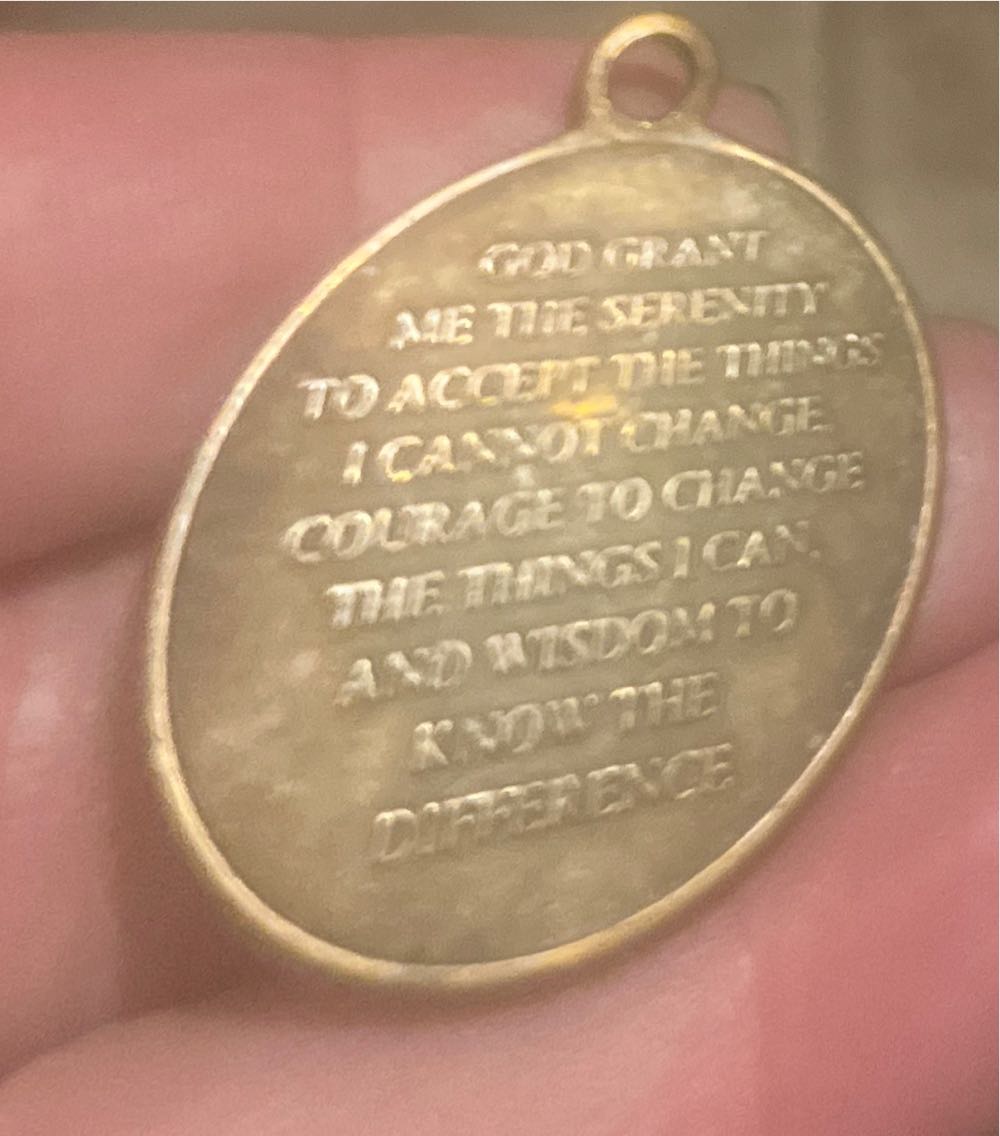 GOD GRANT
ME THE SERENITY
TO ACCEPT THE THINGS
I CANNOT CHANGE
COURAGE TO CHANGE
THE THINGS I CAN,
AND WISDOM TO
KNOW THE
DIFFERENCE